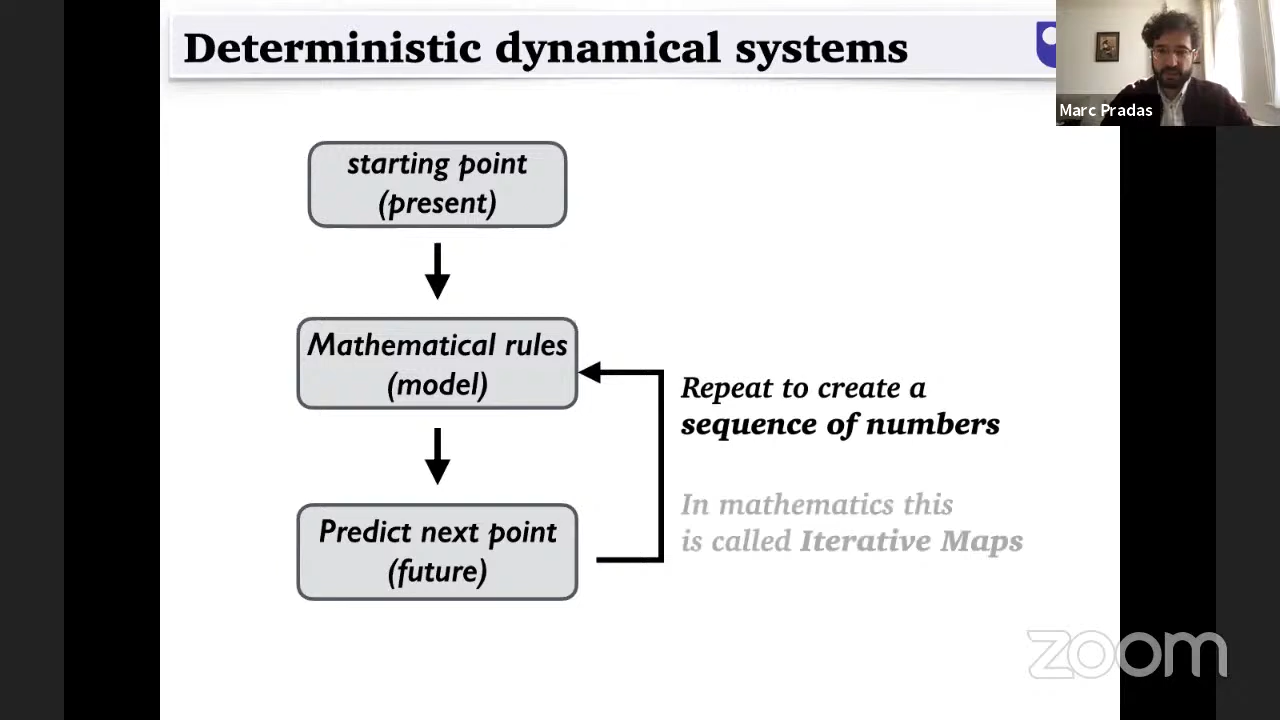 Deterministic dynamical systems
Marc Pradas
starting point
(present)
Mathematical rules
(model)
Repeat to create a
sequence of numbers
In mathematics this
is called Iterative Maps
Predict next point
(future)
zoom